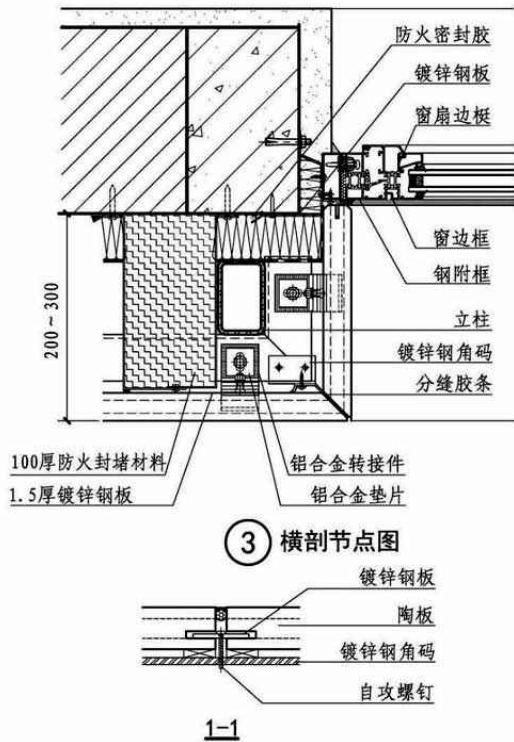 防火密封胶
镀锌钢板
窗扇边梃
窗边框
钢附框
200~300
立柱
镀锌钢角码
分缝胶条
100厚防火封堵材料
铝合金转接件
1.5厚镀锌钢板
铝合金垫片
3 横剖节点图
镀锌钢板
陶板
镀锌钢角码
自攻螺钉
1-1